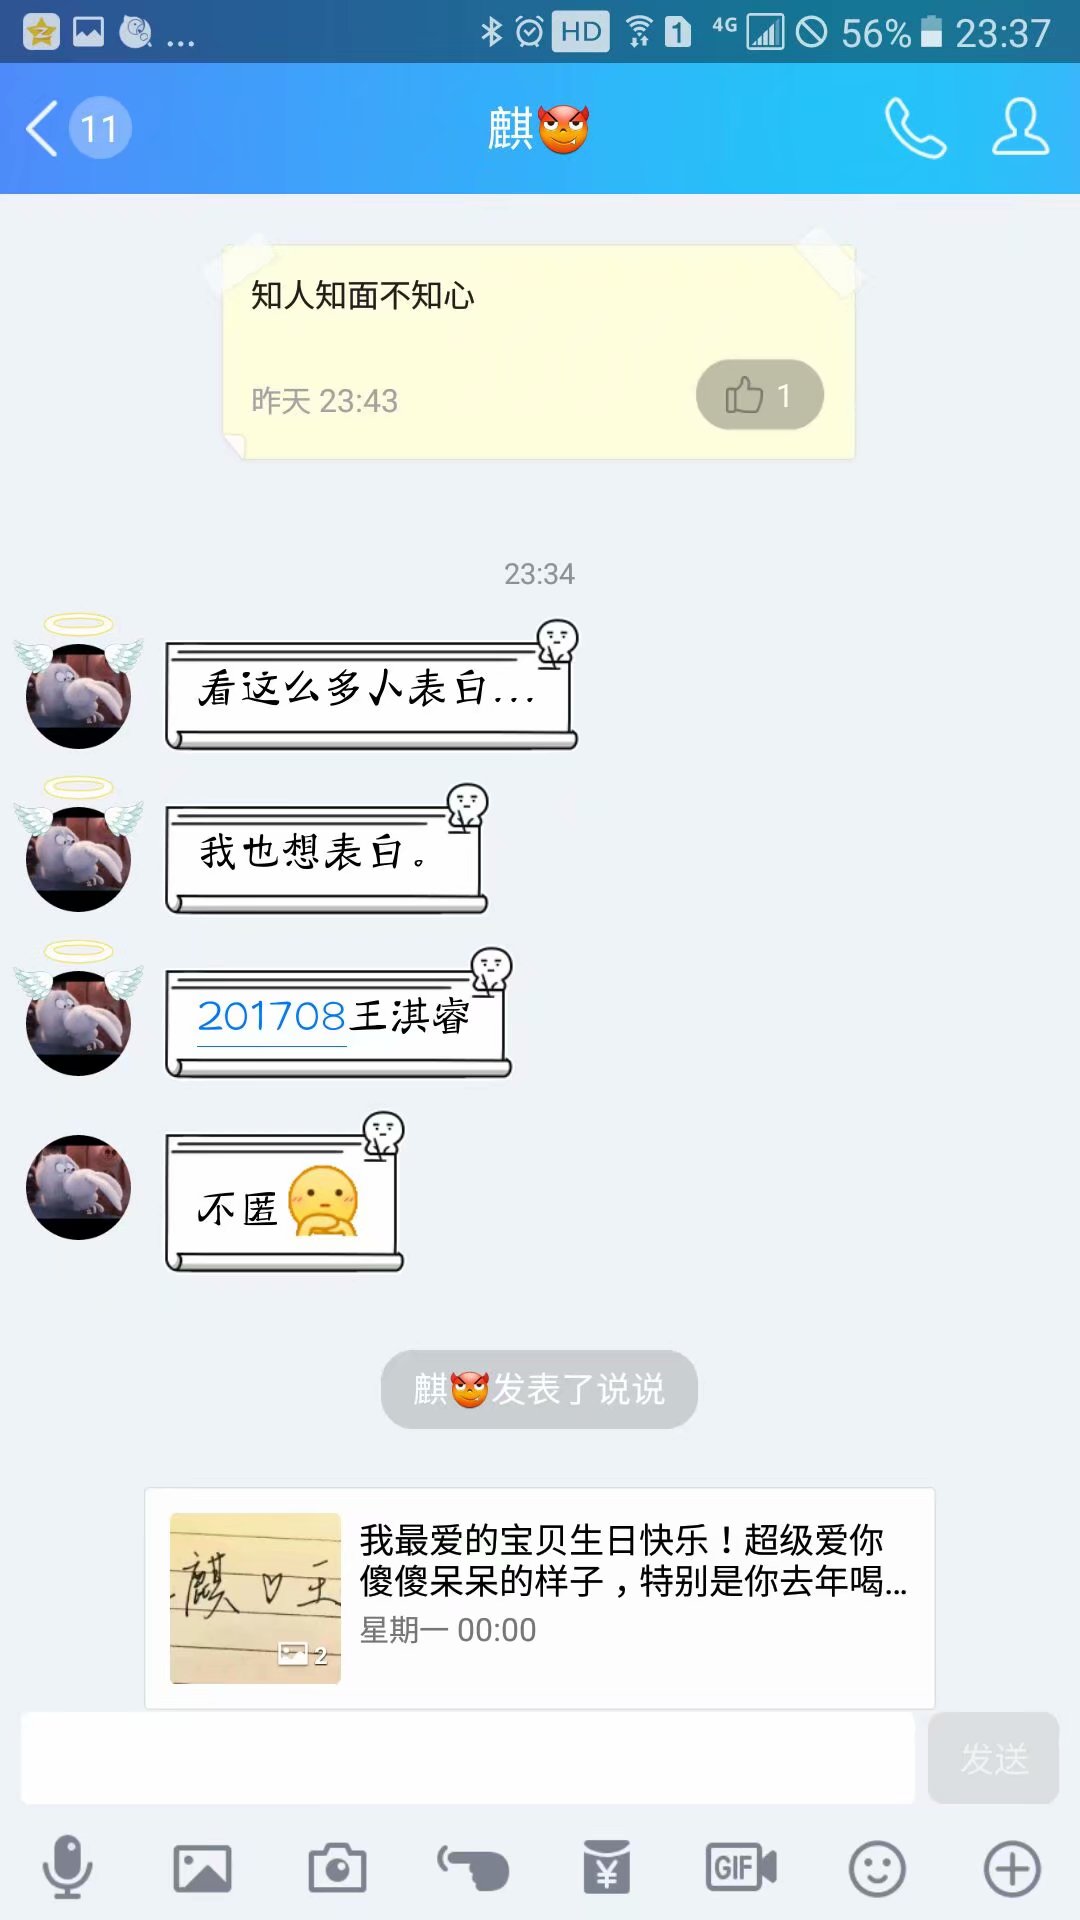 ... HD 1 4G 56% 23:37
11 麒
知人知面不知心
昨天 23:43 1
23:34
看这么多人表白...
我也想表白。
201708王淇睿
不匿
麒发表了说说
我最爱的宝贝生日快乐！超级爱你
傻傻呆呆的样子，特别是你去年喝...
星期一 00:00
麒♡王
2
发送
¥ GIF